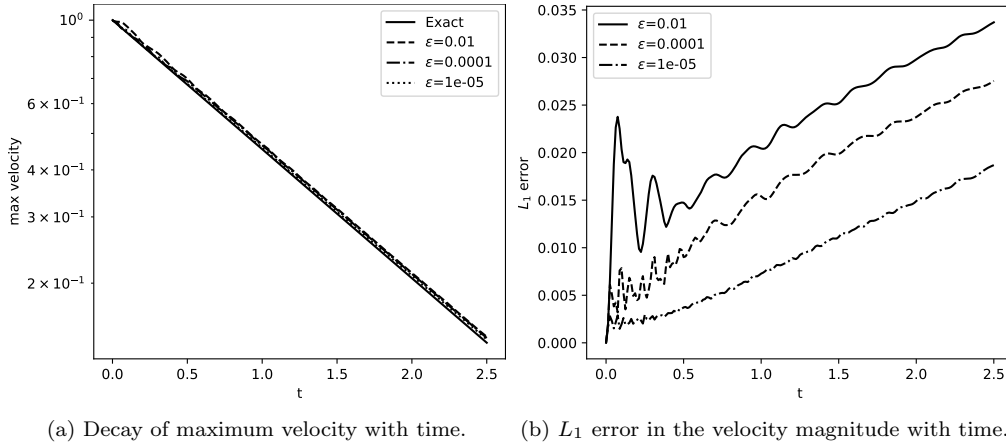 10⁰
6 × 10⁻¹
4 × 10⁻¹
3 × 10⁻¹
2 × 10⁻¹
max velocity
0.0 0.5 1.0 1.5 2.0 2.5
t
Exact
ε=0.01
ε=0.0001
ε=1e-05
(a) Decay of maximum velocity with time.
0.035
0.030
0.025
0.020
0.015
0.010
0.005
0.000
L₁ error
0.0 0.5 1.0 1.5 2.0 2.5
t
ε=0.01
ε=0.0001
ε=1e-05
(b) L₁ error in the velocity magnitude with time.